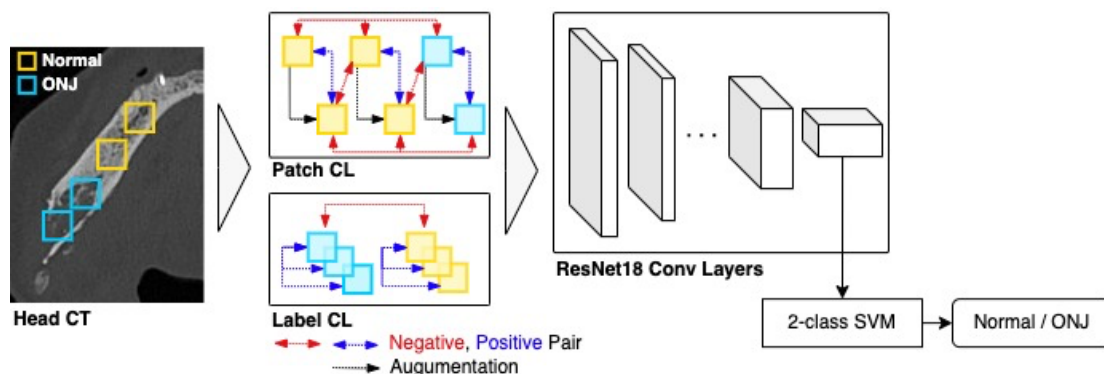 Normal
ONJ
Head CT
Patch CL
Label CL
Negative, Positive Pair
Augumentation
...
ResNet18 Conv Layers
2-class SVM
Normal / ONJ